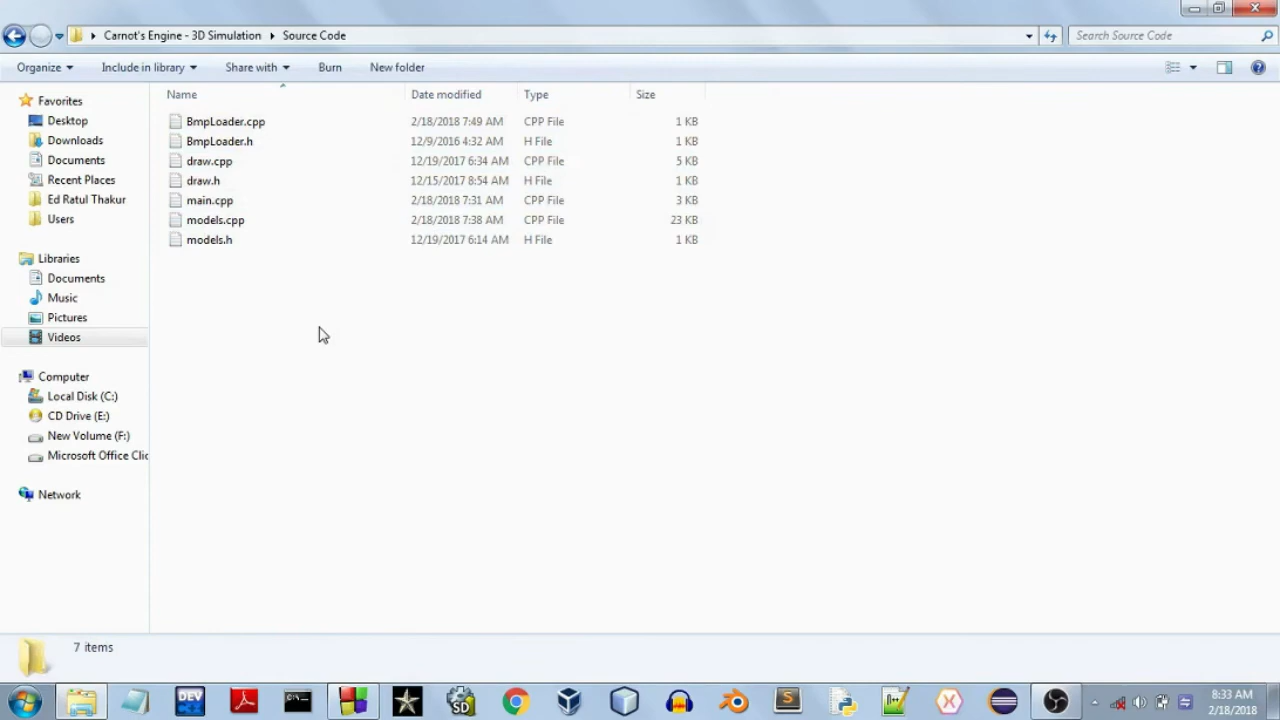 Carnot's Engine - 3D Simulation Source Code Search Source Code
Organize Include in library Share with Burn New folder
Name Date modified Type Size
BmpLoader.cpp 2/18/2018 7:49 AM CPP File 1 KB
BmpLoader.h 12/9/2016 4:32 AM H File 1 KB
draw.cpp 12/19/2017 6:34 AM CPP File 5 KB
draw.h 12/15/2017 8:54 AM H File 1 KB
main.cpp 2/18/2018 7:31 AM CPP File 3 KB
models.cpp 2/18/2018 7:38 AM CPP File 23 KB
models.h 12/19/2017 6:14 AM H File 1 KB
Favorites
Desktop
Downloads
Documents
Recent Places
Ed Ratul Thakur
Users
Libraries
Documents
Music
Pictures
Videos
Computer
Local Disk (C:)
CD Drive (E:)
New Volume (F:)
Microsoft Office Clic
Network
7 items
DEV
SD
S
8:33 AM
2/18/2018